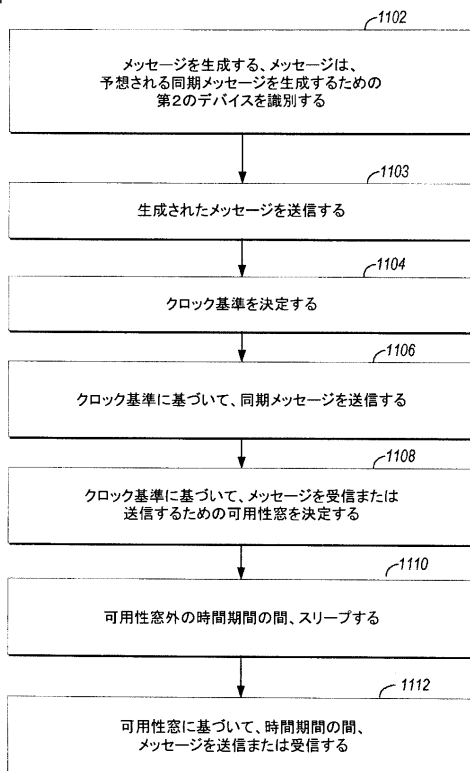 1102
メッセージを生成する、メッセージは、
予想される同期メッセージを生成するための
第2のデバイスを識別する
1103
生成されたメッセージを送信する
1104
クロック基準を決定する
1106
クロック基準に基づいて、同期メッセージを送信する
1108
クロック基準に基づいて、メッセージを受信または
送信するための可用性窓を決定する
1110
可用性窓外の時間期間の間、スリープする
1112
可用性窓に基づいて、時間期間の間、
メッセージを送信または受信する